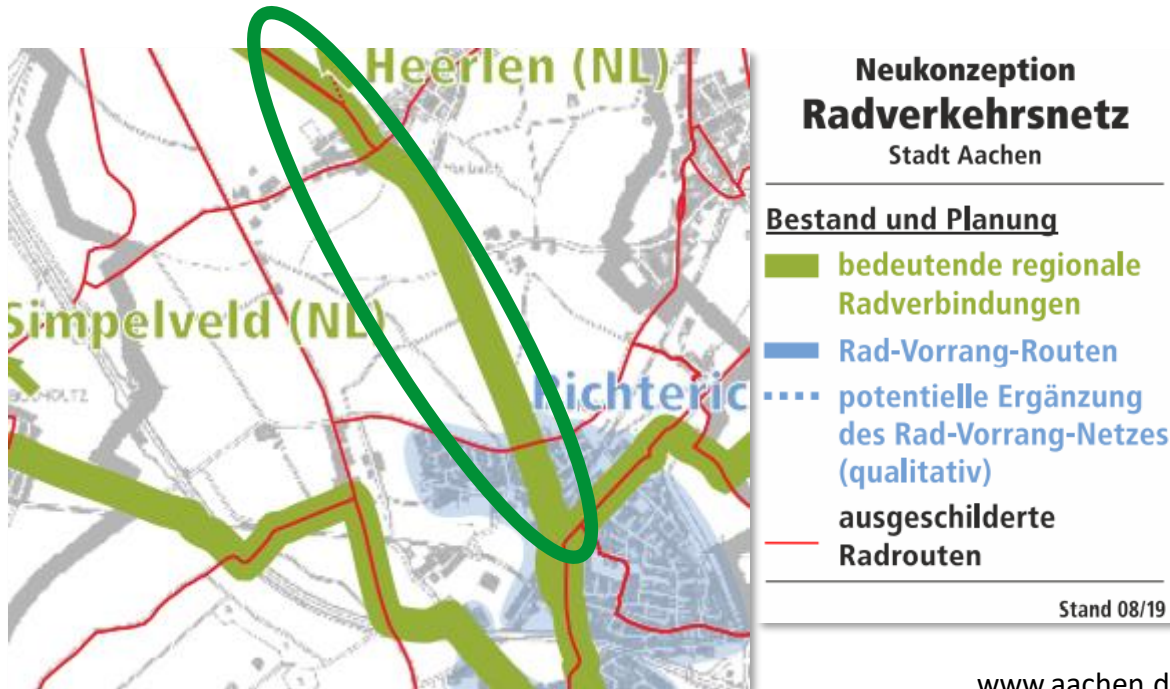 Heerlen (NL)
Horbach
Simpelveld (NL)
Richteric
Neukonzeption
Radverkehrsnetz
Stadt Aachen
Bestand und Planung
bedeutende regionale
Radverbindungen
Rad-Vorrang-Routen
potentielle Ergänzung
des Rad-Vorrang-Netzes
(qualitativ)
ausgeschilderte
Radrouten
Stand 08/19
www.aachen.d